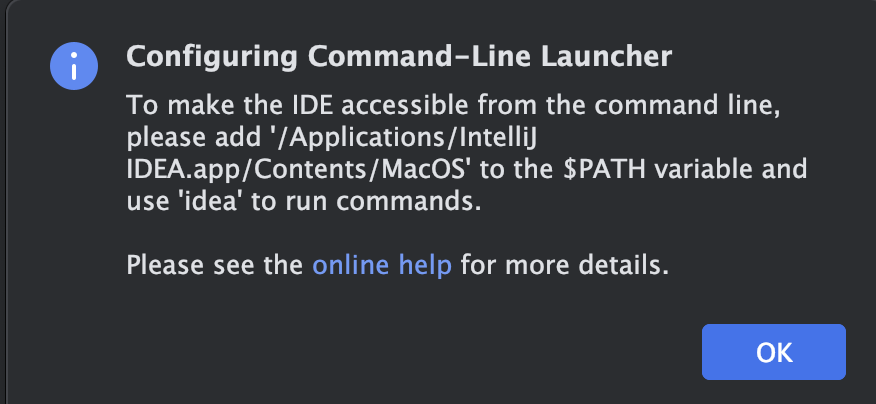 Configuring Command-Line Launcher
To make the IDE accessible from the command line,
please add '/Applications/IntelliJ
IDEA.app/Contents/MacOS' to the $PATH variable and
use 'idea' to run commands.
Please see the online help for more details.
OK